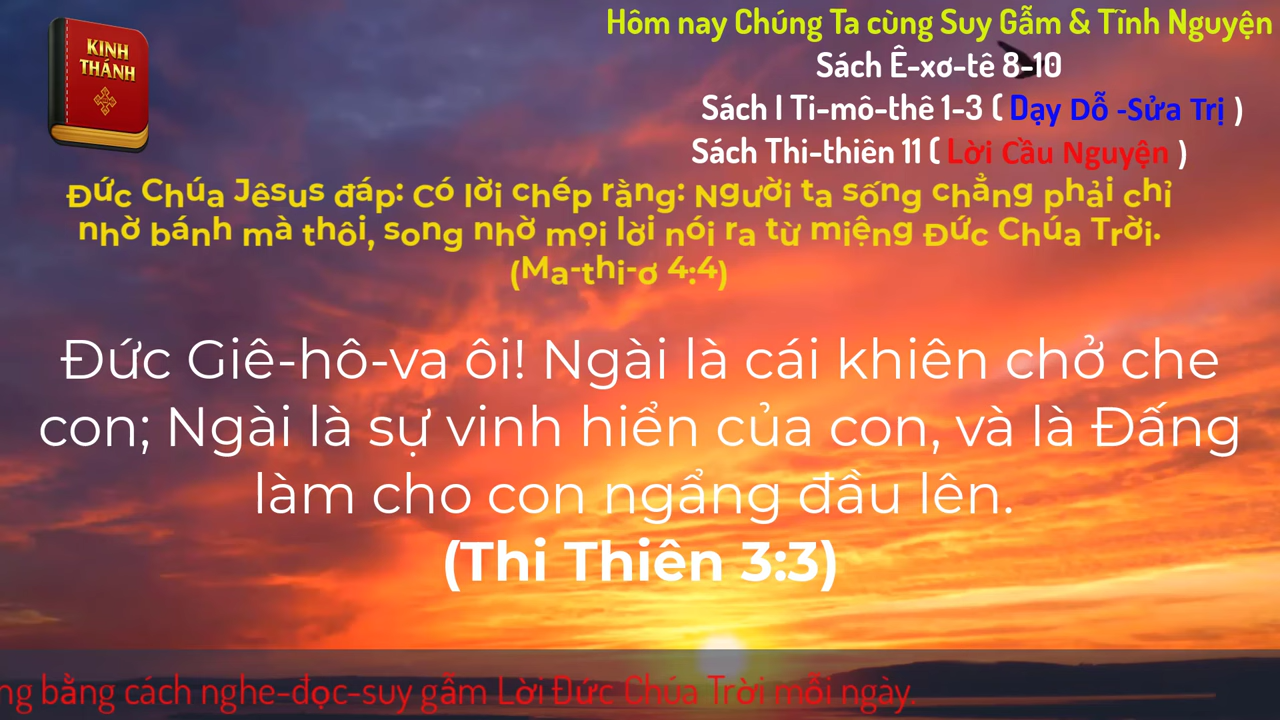 KINH
THÁNH
Hôm nay Chúng Ta cùng Suy Gẫm & Tĩnh Nguyện
Sách Ê-xơ-tê 8-10
Sách I Ti-mô-thê 1-3 ( Dạy Dỗ -Sửa Trị )
Sách Thi-thiên 11 ( Lời Cầu Nguyện )
Đức Chúa Jêsus đáp: Có lời chép rằng: Người ta sống chẳng phải chỉ
nhờ bánh mà thôi, song nhờ mọi lời nói ra từ miệng Đức Chúa Trời.
(Ma-thi-ơ 4:4)
Đức Giê-hô-va ôi! Ngài là cái khiên chở che
con; Ngài là sự vinh hiển của con, và là Đấng
làm cho con ngẩng đầu lên.
(Thi Thiên 3:3)
ng bằng cách nghe-đọc-suy gẫm Lời Đức Chúa Trời mỗi ngày.